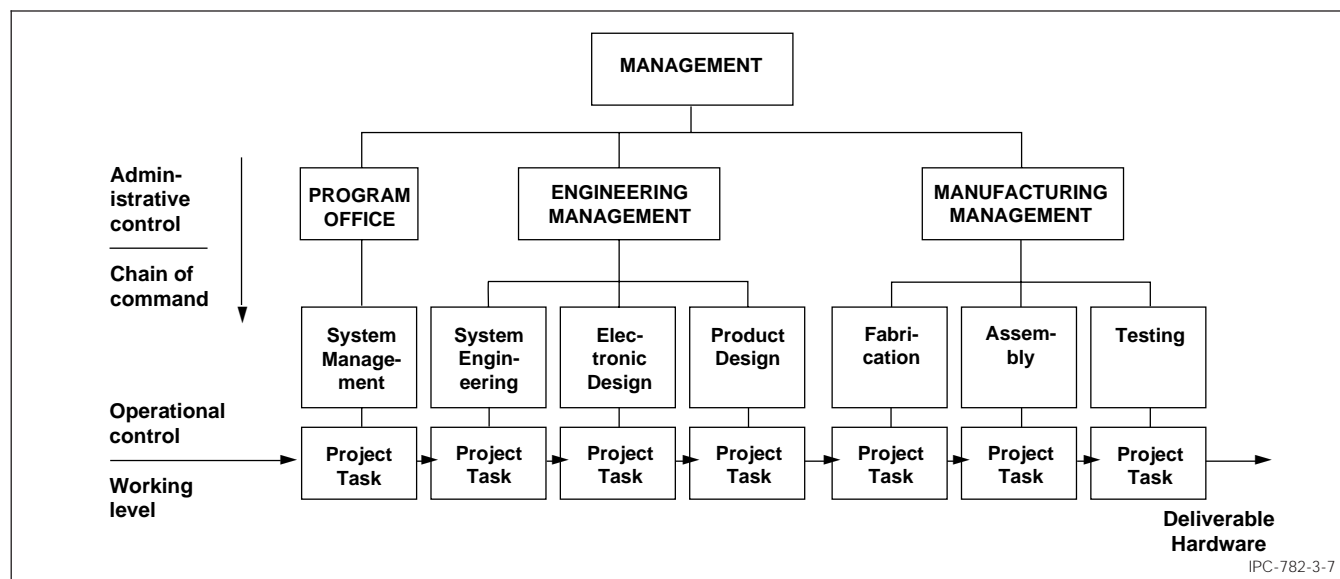 MANAGEMENT
Admin-
istrative
control
Chain of
command
PROGRAM
OFFICE
ENGINEERING
MANAGEMENT
MANUFACTURING
MANAGEMENT
System
Manage-
ment
System
Engin-
eering
Elec-
tronic
Design
Product
Design
Fabri-
cation
Assem-
bly
Testing
Operational
control
Working
level
Project
Task
Project
Task
Project
Task
Project
Task
Project
Task
Project
Task
Project
Task
Deliverable
Hardware
IPC-782-3-7